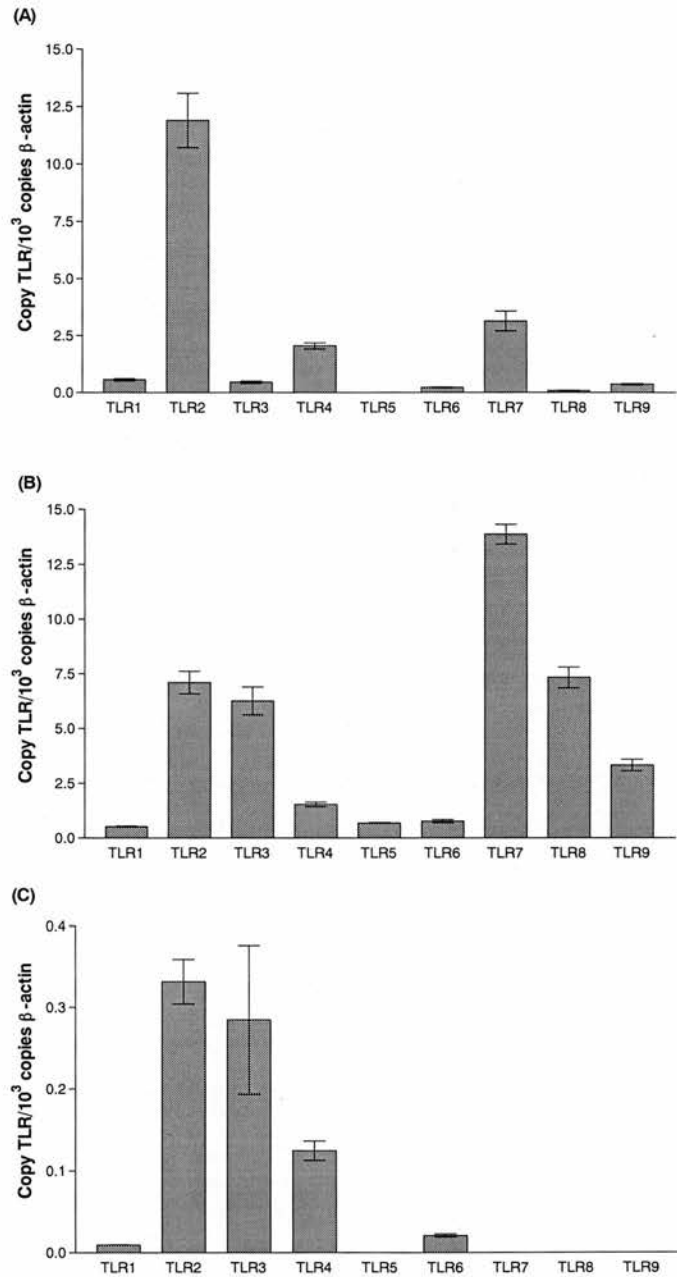 (A)
Copy TLR/10³ copies β-actin
15.0
12.5
10.0
7.5
5.0
2.5
0.0
TLR1 TLR2 TLR3 TLR4 TLR5 TLR6 TLR7 TLR8 TLR9
(B)
Copy TLR/10³ copies β-actin
15.0
12.5
10.0
7.5
5.0
2.5
0.0
TLR1 TLR2 TLR3 TLR4 TLR5 TLR6 TLR7 TLR8 TLR9
(C)
Copy TLR/10³ copies β-actin
0.4
0.3
0.2
0.1
0.0
TLR1 TLR2 TLR3 TLR4 TLR5 TLR6 TLR7 TLR8 TLR9